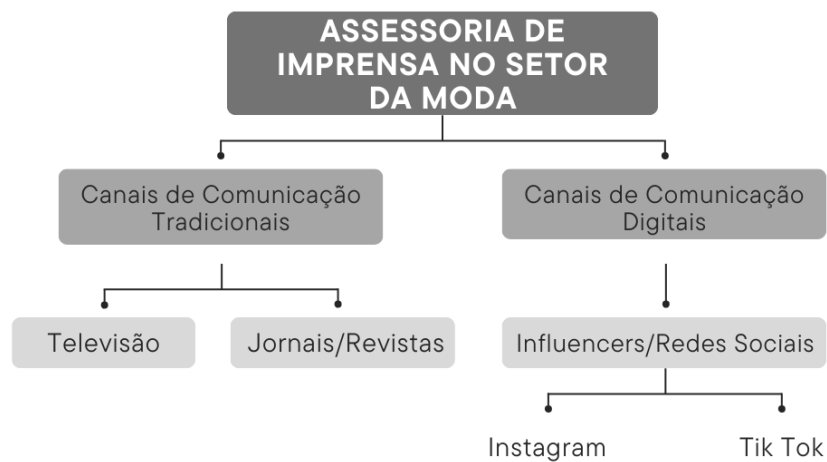 ASSESSORIA DE
IMPRENSA NO SETOR
DA MODA
Canais de Comunicação
Tradicionais
Canais de Comunicação
Digitais
Televisão
Jornais/Revistas
Influencers/Redes Sociais
Instagram
Tik Tok